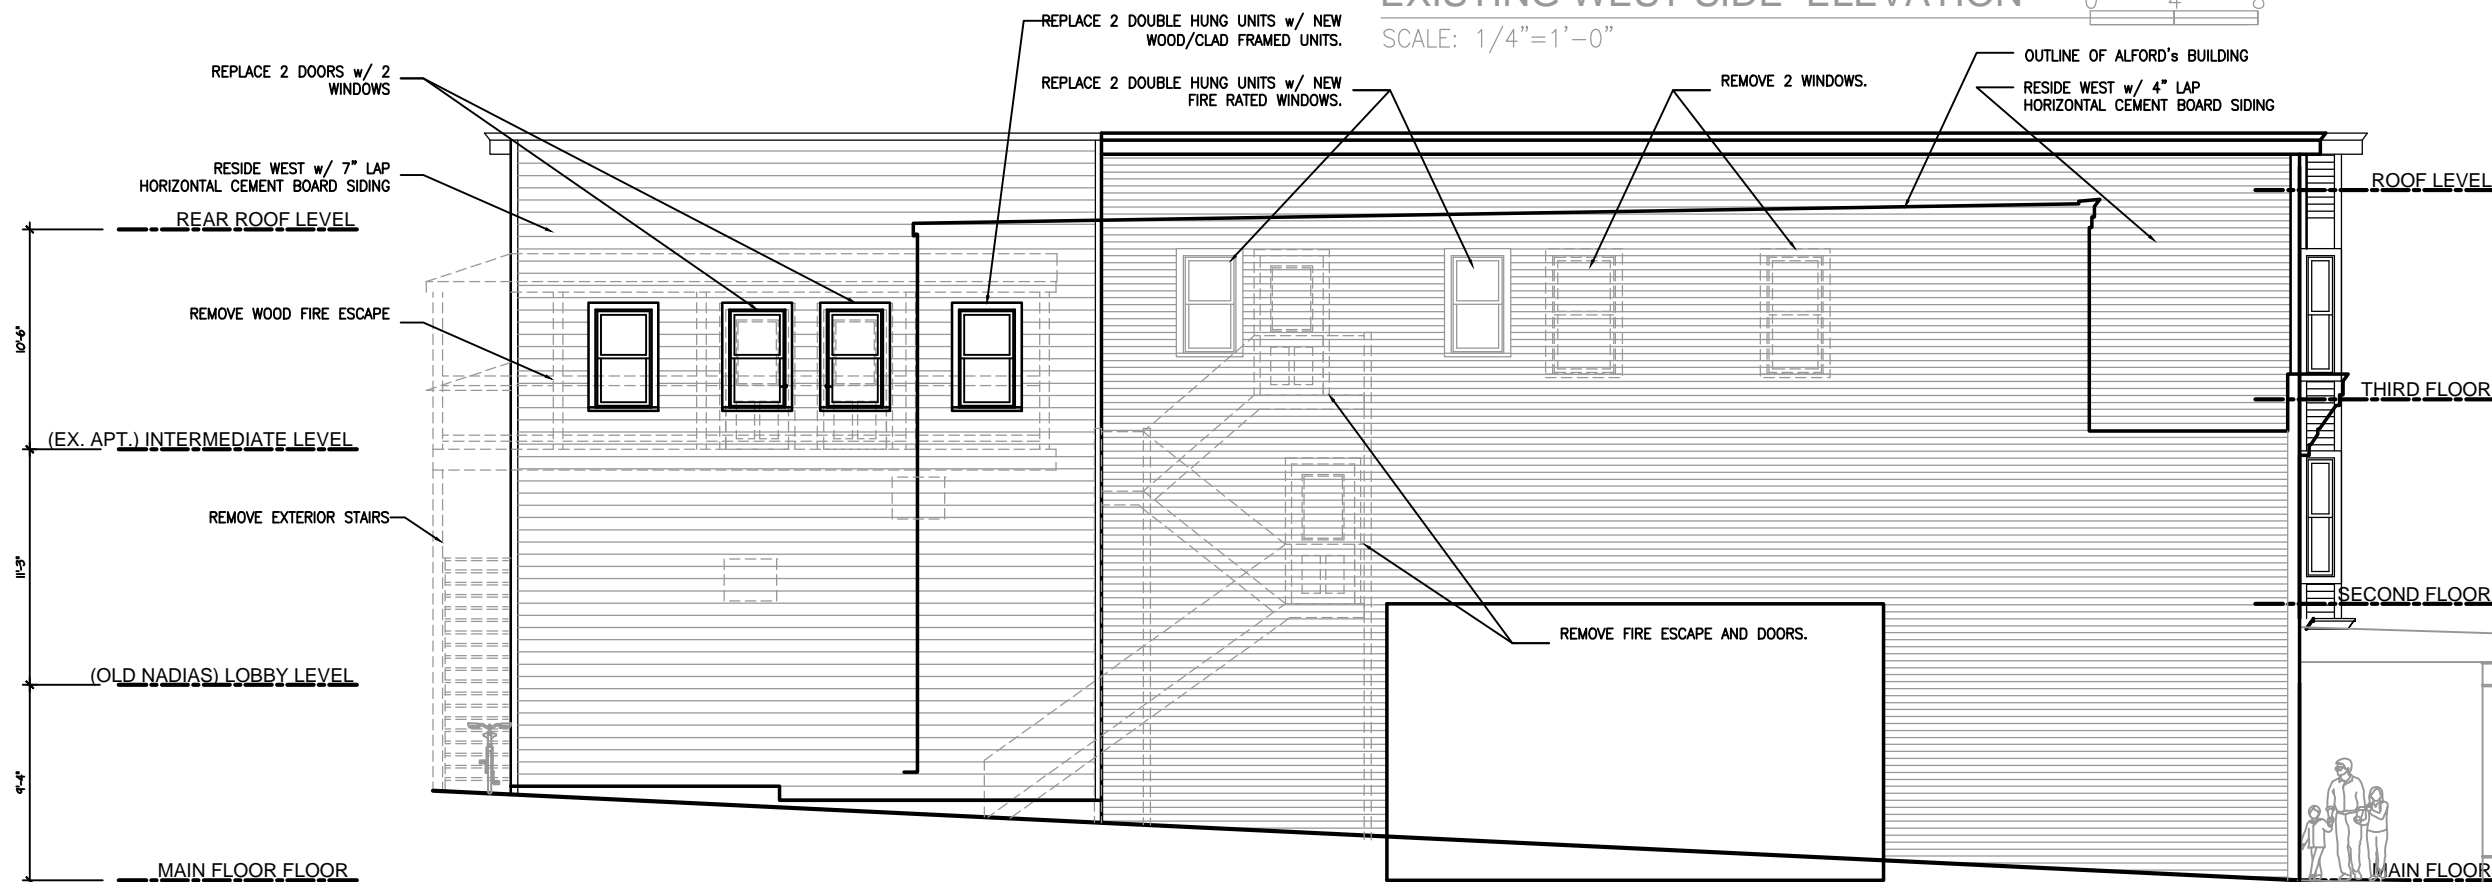 EXISTING WEST SIDE ELEVATION
SCALE: 1/4"=1'-0"
0 4 8
REPLACE 2 DOUBLE HUNG UNITS w/ NEW
WOOD/CLAD FRAMED UNITS.
REPLACE 2 DOORS w/ 2
WINDOWS
REPLACE 2 DOUBLE HUNG UNITS w/ NEW
FIRE RATED WINDOWS.
REMOVE 2 WINDOWS.
OUTLINE OF ALFORD's BUILDING
RESIDE WEST w/ 4" LAP
HORIZONTAL CEMENT BOARD SIDING
RESIDE WEST w/ 7" LAP
HORIZONTAL CEMENT BOARD SIDING
ROOF LEVEL
REAR ROOF LEVEL
REMOVE WOOD FIRE ESCAPE
10'-6"
THIRD FLOOR
(EX. APT.) INTERMEDIATE LEVEL
REMOVE EXTERIOR STAIRS
11'-3"
SECOND FLOOR
REMOVE FIRE ESCAPE AND DOORS.
(OLD NADIAS) LOBBY LEVEL
9'-4"
MAIN FLOOR FLOOR
MAIN FLOOR